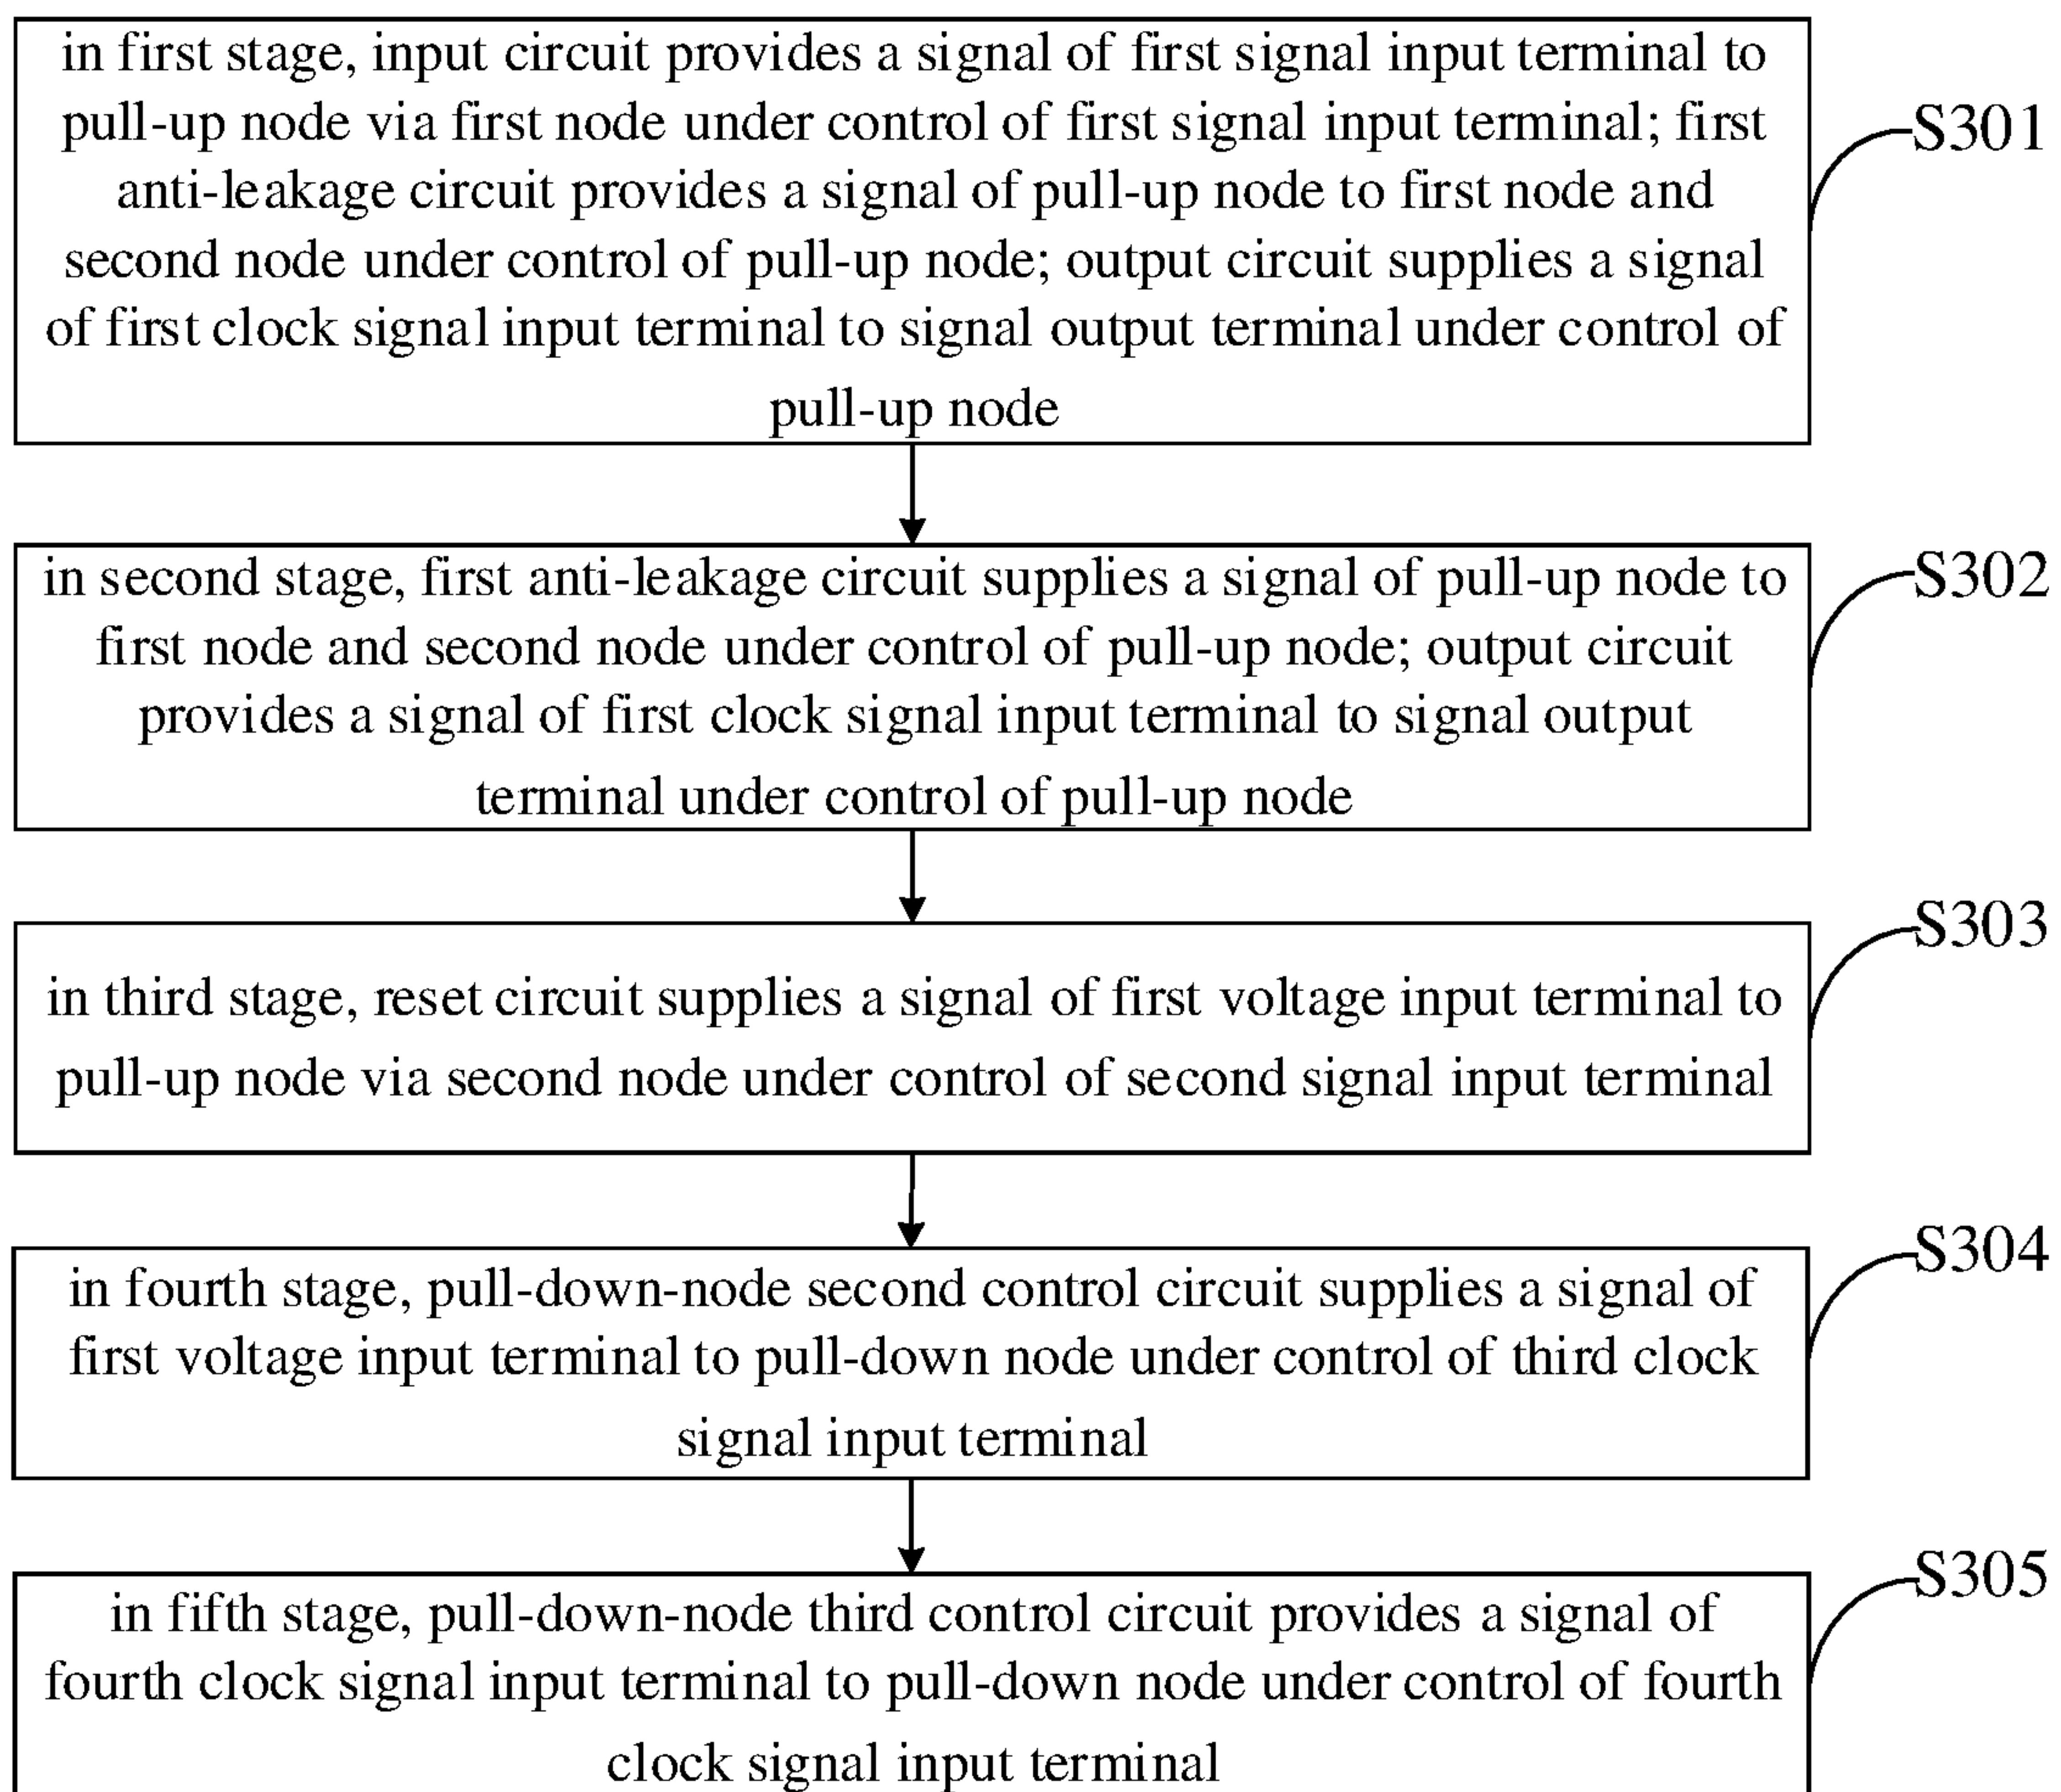 in first stage, input circuit provides a signal of first signal input terminal to
pull-up node via first node under control of first signal input terminal; first
anti-leakage circuit provides a signal of pull-up node to first node and
second node under control of pull-up node; output circuit supplies a signal
of first clock signal input terminal to signal output terminal under control of
pull-up node
S301
in second stage, first anti-leakage circuit supplies a signal of pull-up node to
first node and second node under control of pull-up node; output circuit
provides a signal of first clock signal input terminal to signal output
terminal under control of pull-up node
S302
in third stage, reset circuit supplies a signal of first voltage input terminal to
pull-up node via second node under control of second signal input terminal
S303
in fourth stage, pull-down-node second control circuit supplies a signal of
first voltage input terminal to pull-down node under control of third clock
signal input terminal
S304
in fifth stage, pull-down-node third control circuit provides a signal of
fourth clock signal input terminal to pull-down node under control of fourth
clock signal input terminal
S305